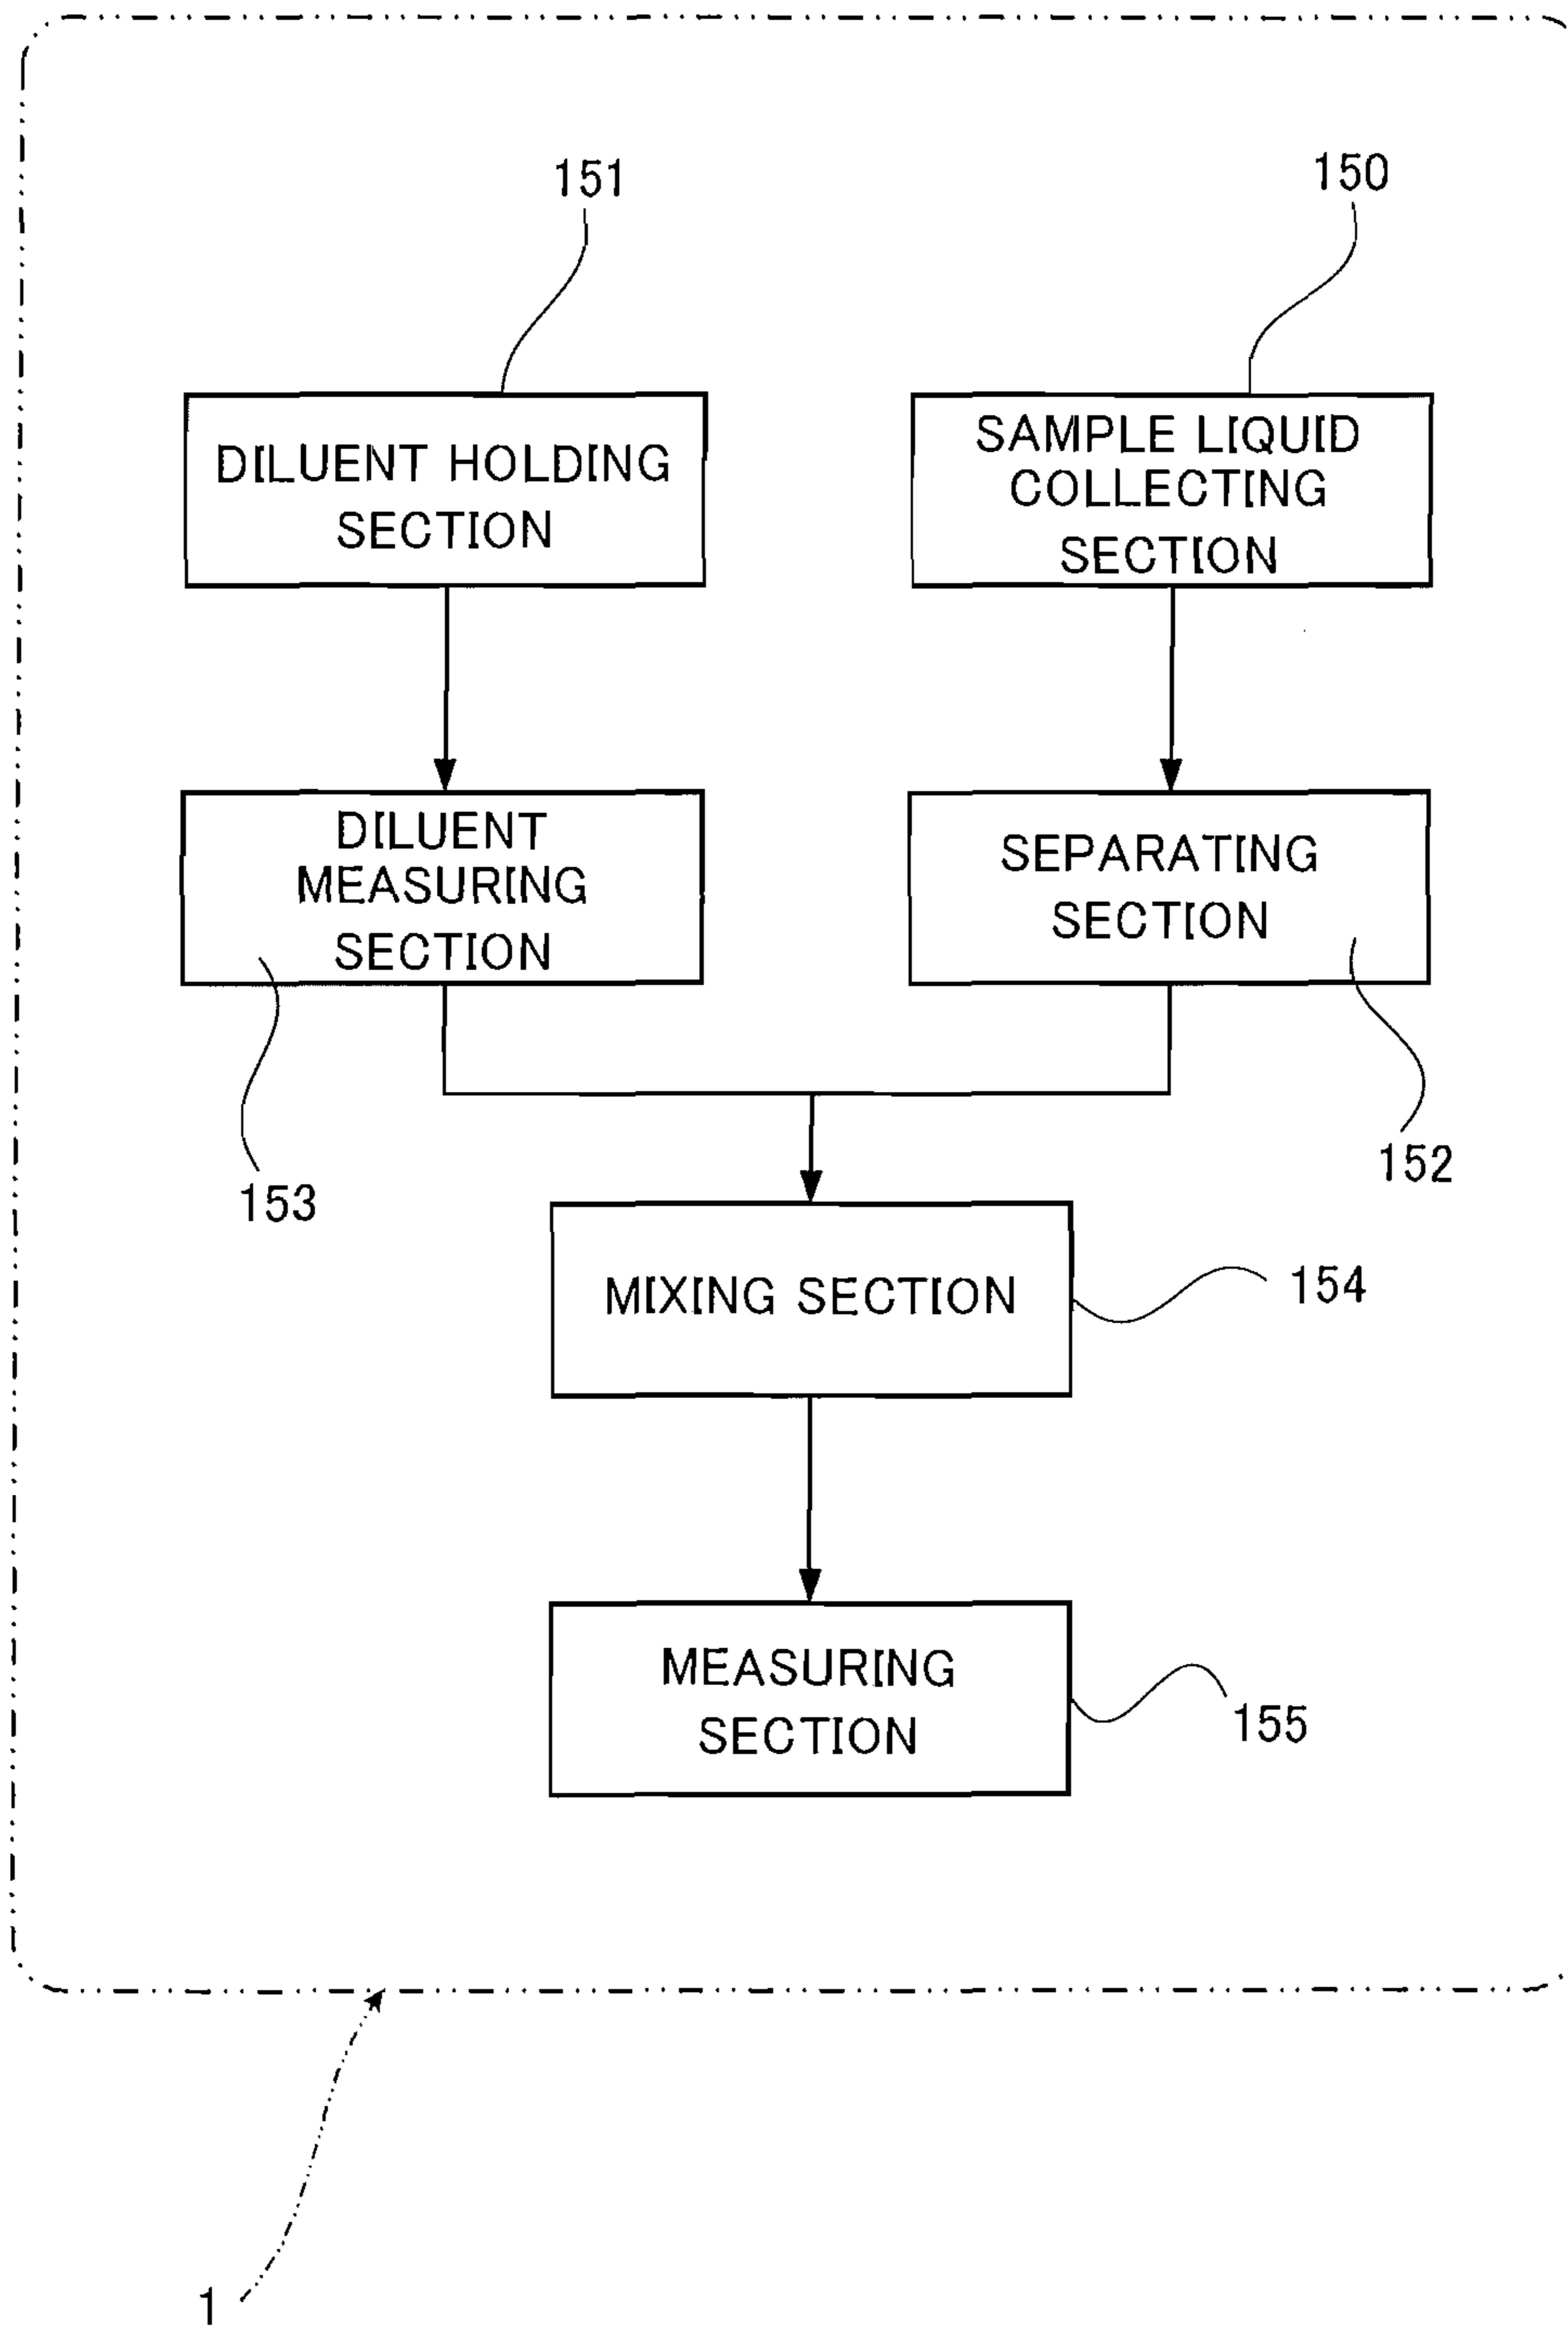 151
150
DILUENT HOLDING
SECTION
SAMPLE LIQUID
COLLECTING
SECTION
DILUENT
MEASURING
SECTION
SEPARATING
SECTION
153
152
MIXING SECTION
154
MEASURING
SECTION
155
1